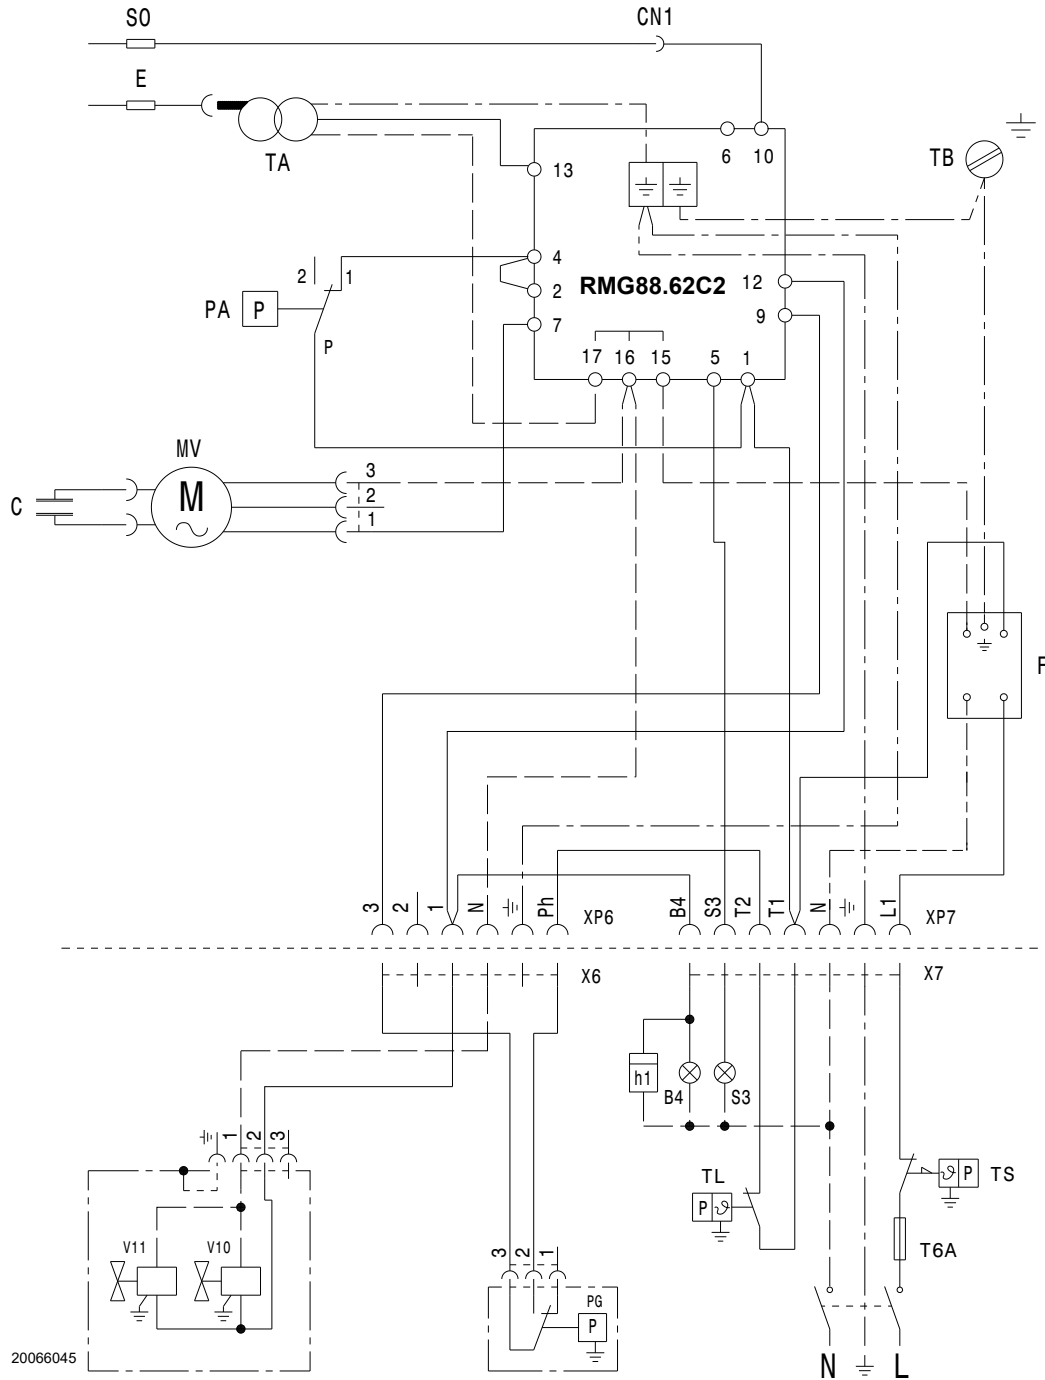 SO
CN1
E
TA
6 10
TB
13
4
2 1
RMG88.62C2
12
2
PA P
7
9
P
17 16 15 5 1
MV
3
C
M
2
1
F
3 2 1 N Ph XP6
B4 S3 T2 T1 N L1 XP7
X6
X7
h1
B4 S3
1 2 3
TL
P
P
TS
T6A
V11 V10
3 2 1
PG
P
20066045
N L